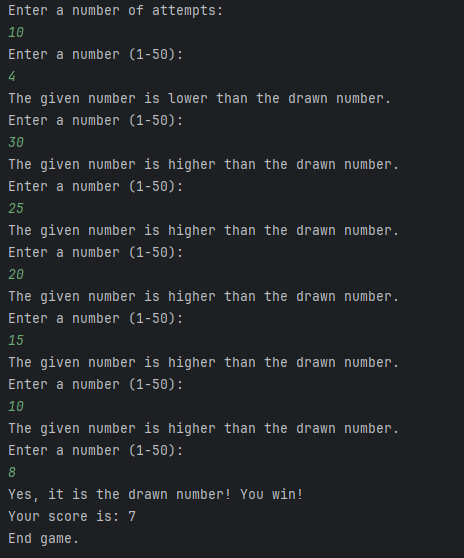 Enter a number of attempts:
10
Enter a number (1-50):
4
The given number is lower than the drawn number.
Enter a number (1-50):
30
The given number is higher than the drawn number.
Enter a number (1-50):
25
The given number is higher than the drawn number.
Enter a number (1-50):
20
The given number is higher than the drawn number.
Enter a number (1-50):
15
The given number is higher than the drawn number.
Enter a number (1-50):
10
The given number is higher than the drawn number.
Enter a number (1-50):
8
Yes, it is the drawn number! You win!
Your score is: 7
End game.